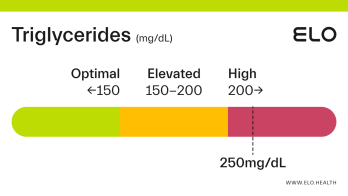 Triglycerides (mg/dL) ELO
Optimal Elevated High
←150 150–200 200→
250mg/dL
WWW.ELO.HEALTH